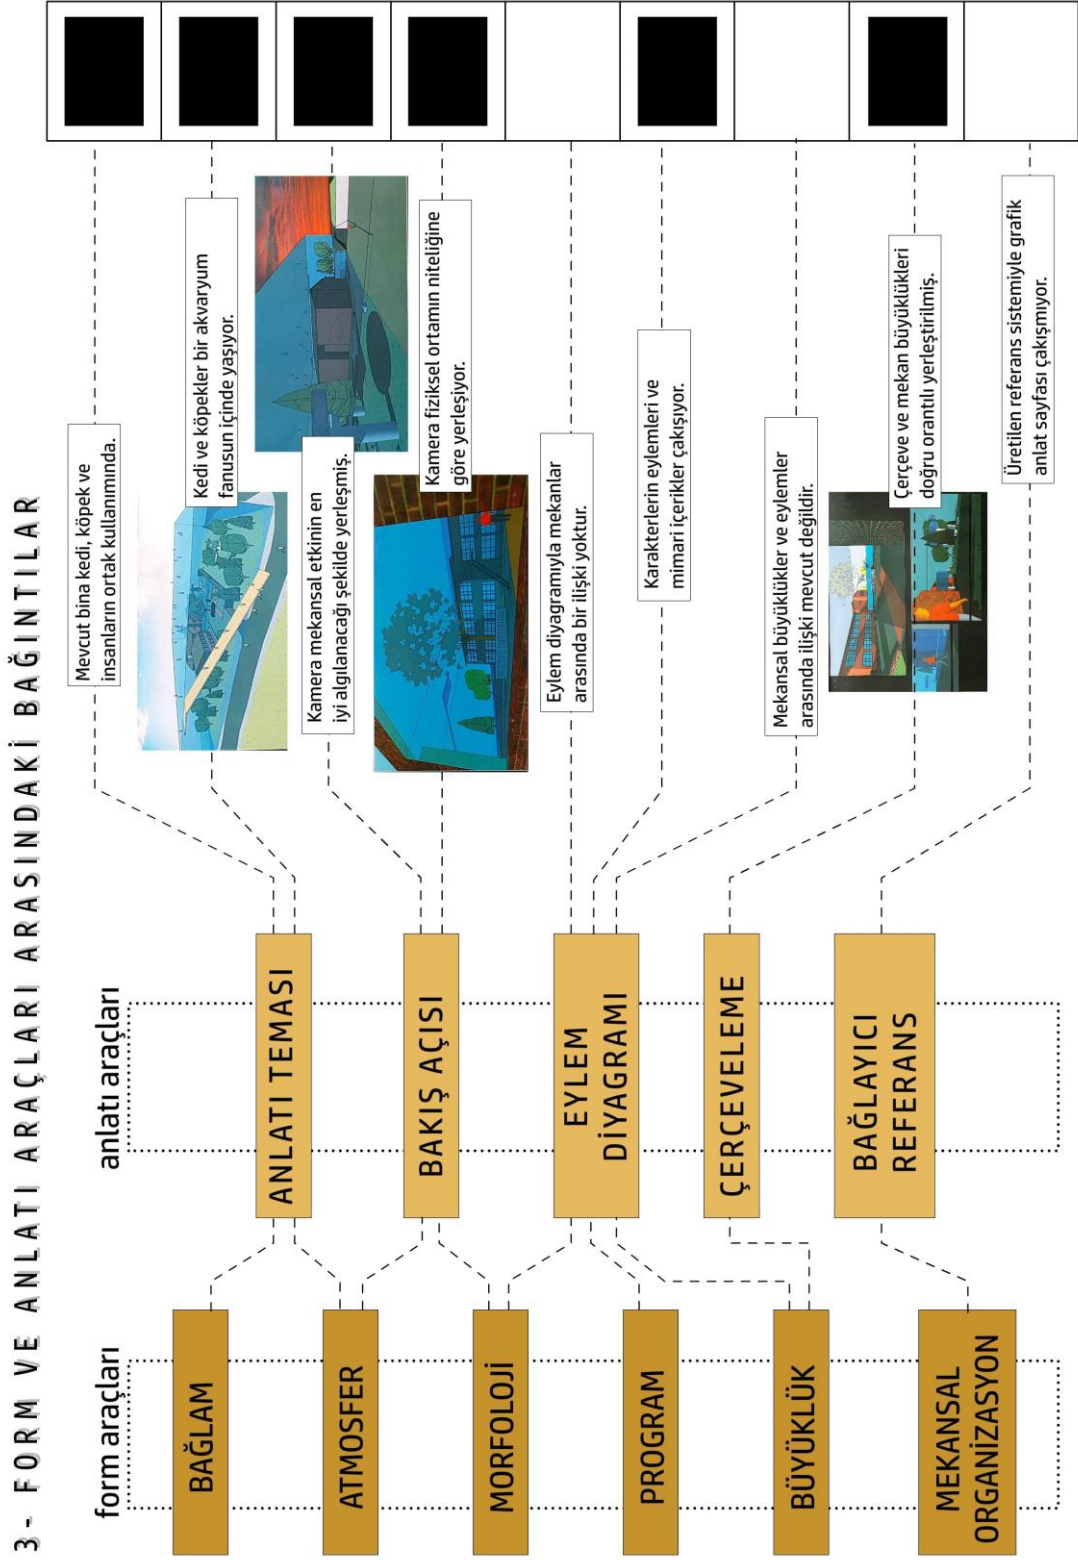 3- FORM VE ANLATI ARAÇLARI ARASINDAKİ BAĞINTILAR
form araçları
BAĞLAM
ATMOSFER
MORFOLOJİ
PROGRAM
BÜYÜKLÜK
MEKANSAL
ORGANİZASYON
anlatı araçları
ANLATI TEMASI
BAKIŞ AÇISI
EYLEM
DİYAGRAMI
ÇERÇEVELEME
BAĞLAYICI
REFERANS
Mevcut bina kedi, köpek ve
insanların ortak kullanımında.
Kedi ve köpekler bir akvaryum
fanusun içinde yaşıyor.
Kamera mekansal etkinin en
iyi algılanacağı şekilde yerleşmiş.
Kamera fiziksel ortamın niteliğine
göre yerleşiyor.
Eylem diyagramıyla mekanlar
arasında bir ilişki yoktur.
Karakterlerin eylemleri ve
mimari içerikler çakışıyor.
Mekansal büyüklükler ve eylemler
arasında ilişki mevcut değildir.
Çerçeve ve mekan büyüklükleri
doğru orantılı yerleştirilmiş.
Üretilen referans sistemiyle grafik
anlat sayfası çakışmıyor.